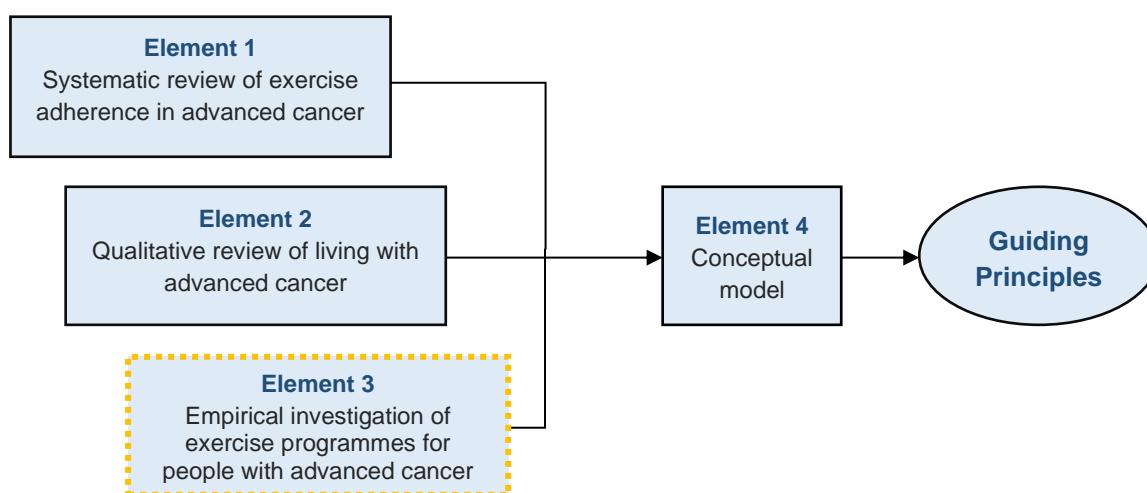 Element 1
Systematic review of exercise
adherence in advanced cancer
Element 2
Qualitative review of living with
advanced cancer
Element 3
Empirical investigation of
exercise programmes for
people with advanced cancer
Element 4
Conceptual
model
Guiding
Principles